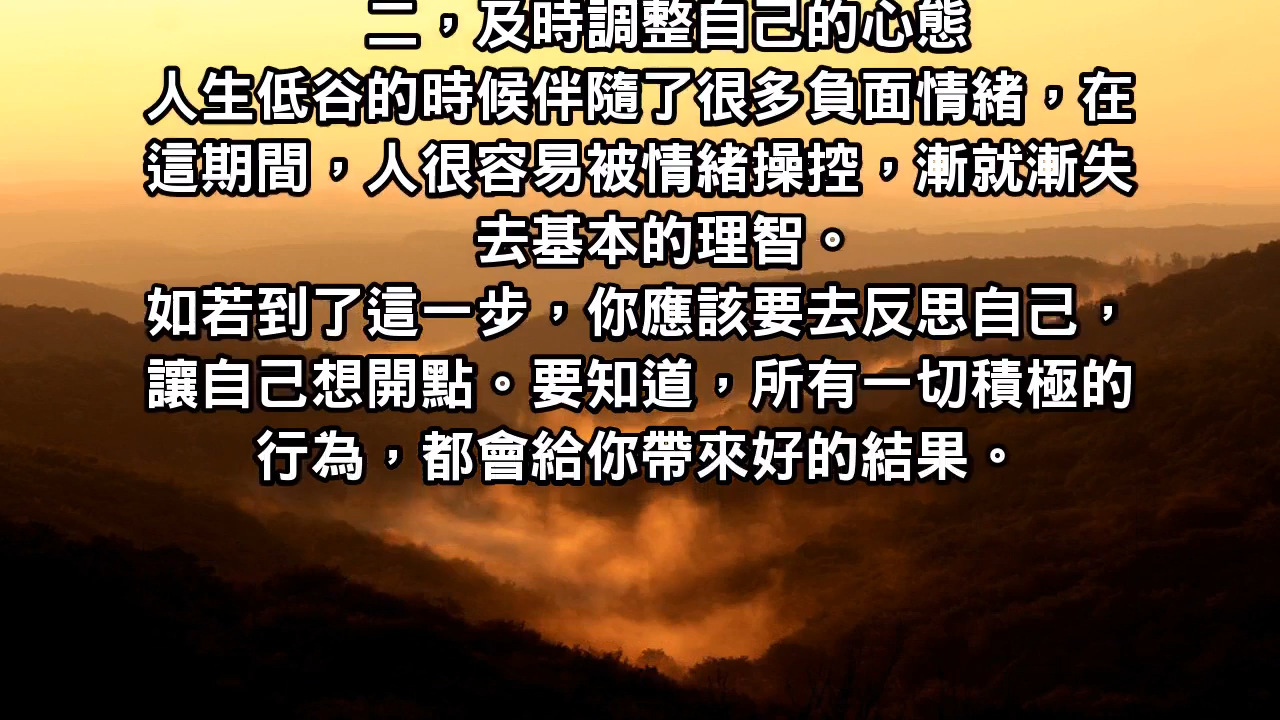 二，及時調整自己的心態
人生低谷的時候伴隨了很多負面情緒，在
這期間，人很容易被情緒操控，漸就漸失
去基本的理智。
如若到了這一步，你應該要去反思自己，
讓自己想開點。要知道，所有一切積極的
行為，都會給你帶來好的結果。